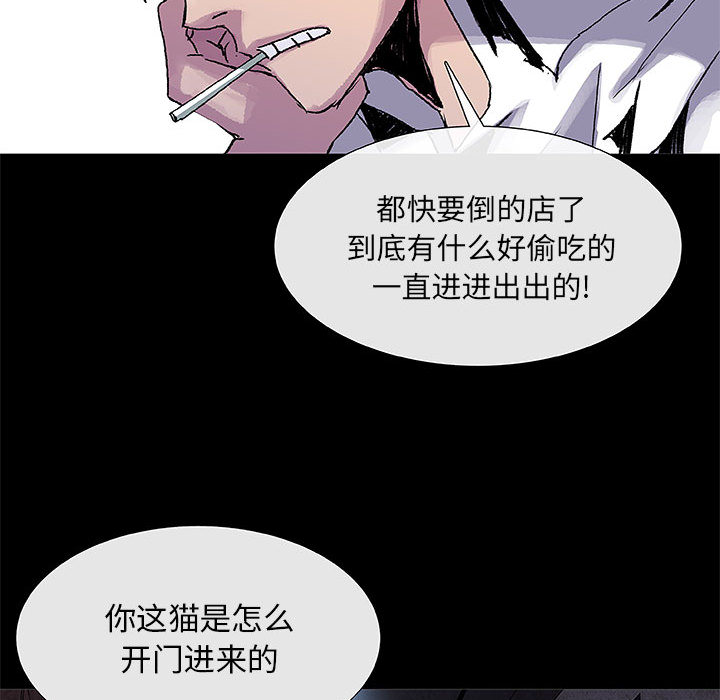 都快要倒的店了
到底有什么好偷吃的
一直进进出出的!
你这猫是怎么
开门进来的